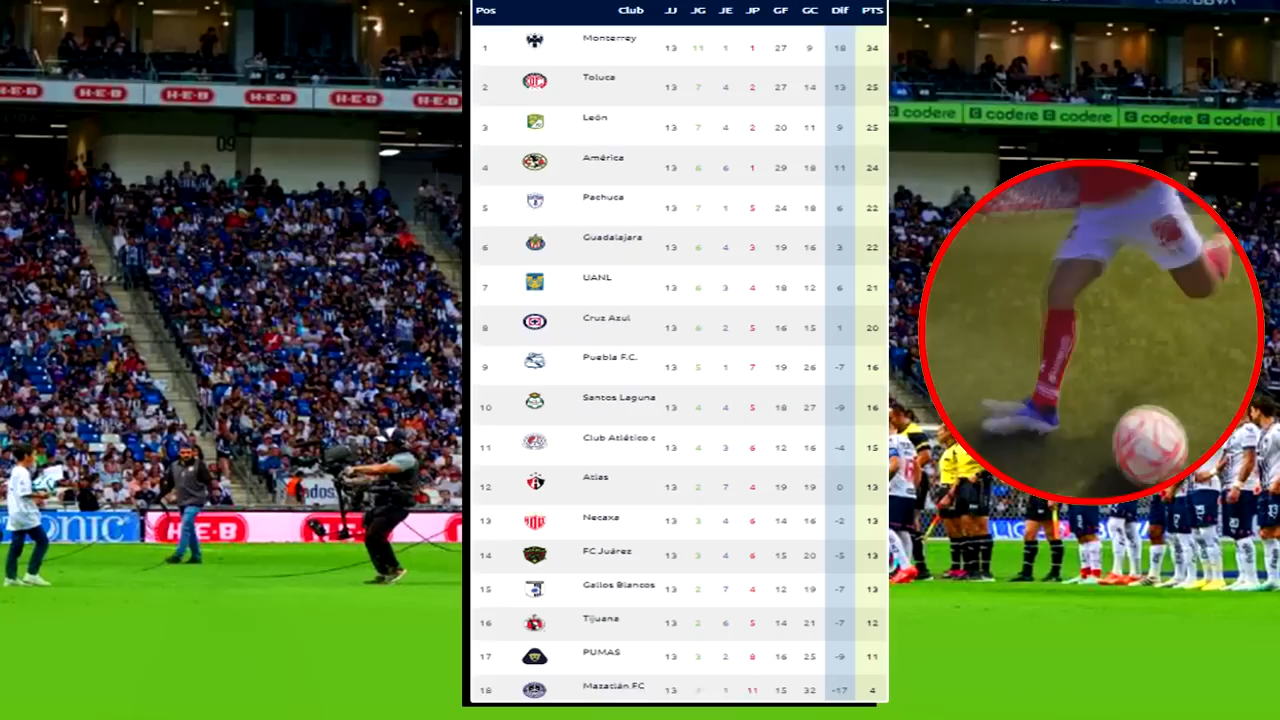 Pos Club JJ JG JE JP GF GC Dif PTS
1 Monterrey 13 11 1 1 27 9 18 34
2 Toluca 13 7 4 2 27 14 13 25
3 León 13 7 4 2 20 11 9 25
4 América 13 6 6 1 29 18 11 24
5 Pachuca 13 7 1 5 24 18 6 22
6 Guadalajara 13 6 4 3 19 16 3 22
7 UANL 13 6 3 4 18 12 6 21
8 Cruz Azul 13 6 2 5 16 15 1 20
9 Puebla F.C. 13 5 1 7 19 26 -7 16
10 Santos Laguna 13 4 4 5 18 27 -9 16
11 Club Atlético 13 4 3 6 12 16 -4 15
12 Atlas 13 2 7 4 19 19 0 13
13 Necaxa 13 3 4 6 14 16 -2 13
14 FC Juárez 13 3 4 6 15 20 -5 13
15 Gallos Blancos 13 2 7 4 12 19 -7 13
16 Tijuana 13 2 6 5 14 21 -7 12
17 PUMAS 13 3 2 8 16 25 -9 11
18 Mazatlán FC 13 1 11 15 32 -17 4
H-E-B H-E-B H-E-B H-E-B H-E-B
09
codere codere codere
H-E-B H-E-B